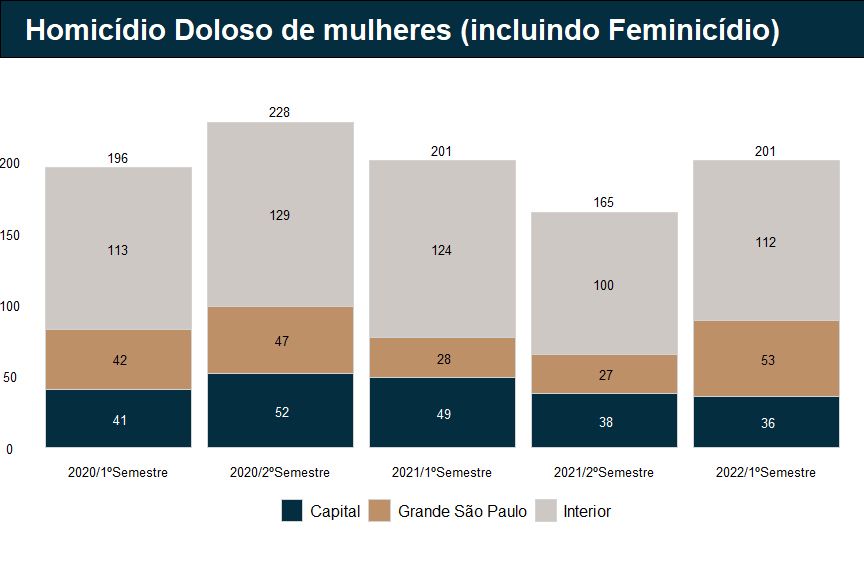 Homicídio Doloso de mulheres (incluindo Feminicídio)
228
196
201
201
200
165
150
129
113
124
112
100
100
47
42
28
53
27
50
52
41
49
38
36
0
2020/1ºSemestre
2020/2ºSemestre
2021/1ºSemestre
2021/2ºSemestre
2022/1ºSemestre
Capital
Grande São Paulo
Interior